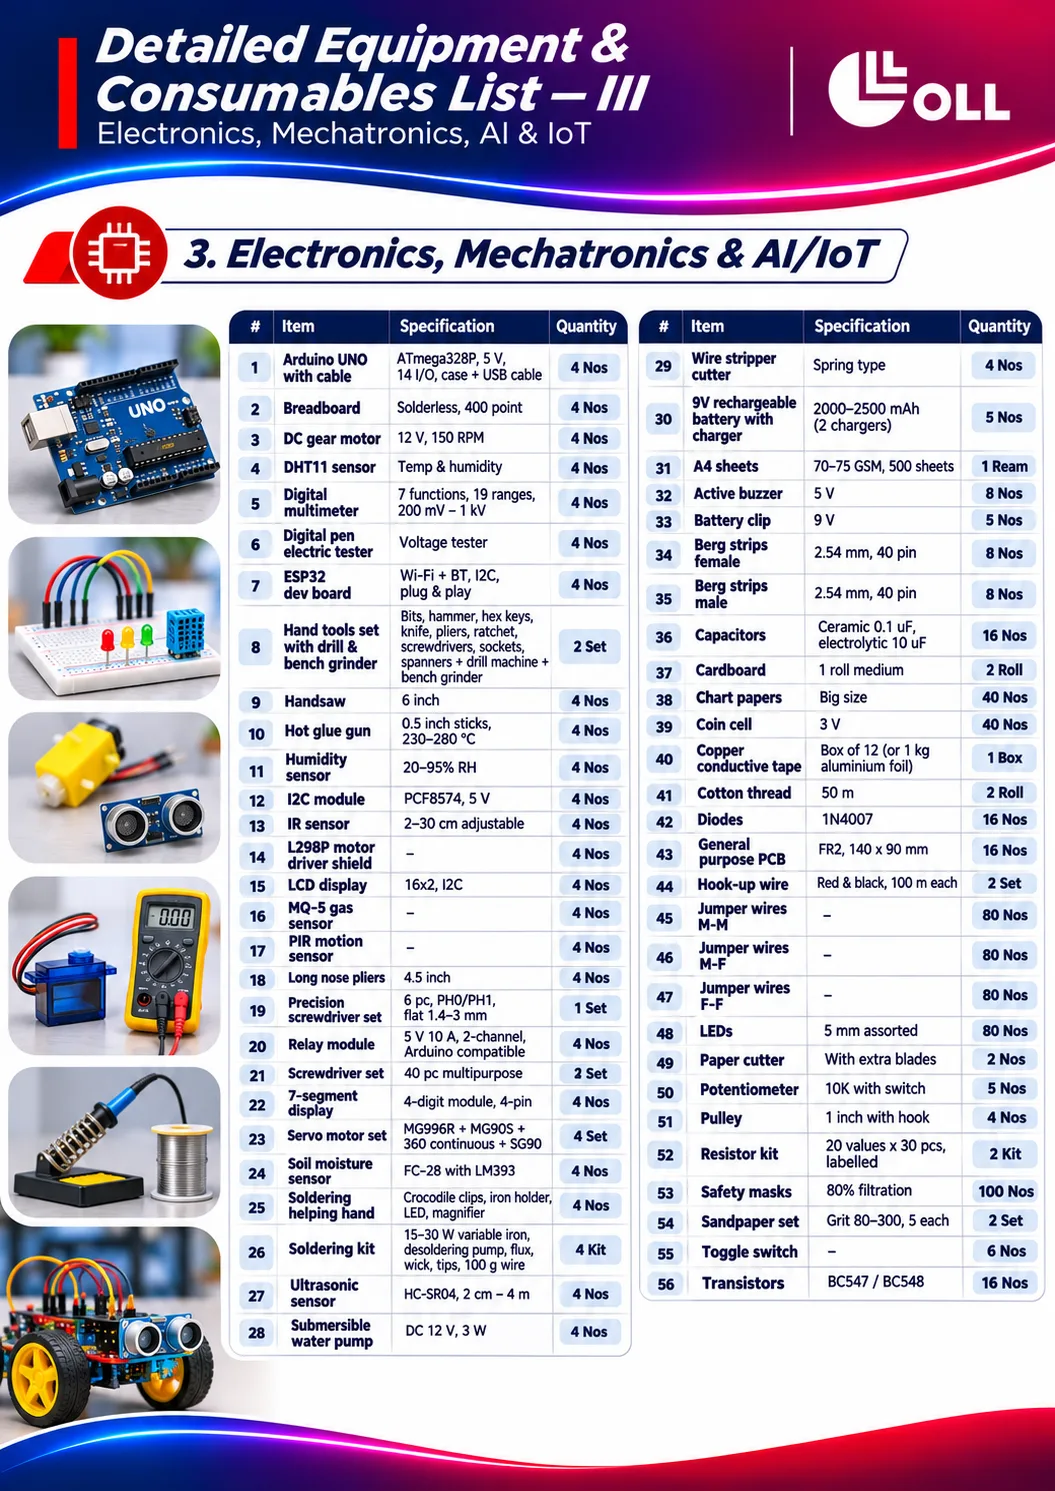 Detailed Equipment &
Consumables List – III
Electronics, Mechatronics, AI & IoT
OLL
3. Electronics, Mechatronics & AI/IoT
# Item Specification Quantity
1 Arduino UNO with cable ATmega328P, 5 V, 14 I/O, case + USB cable 4 Nos
2 Breadboard Solderless, 400 point 4 Nos
3 DC gear motor 12 V, 150 RPM 4 Nos
4 DHT11 sensor Temp & humidity 4 Nos
5 Digital multimeter 7 functions, 19 ranges, 200 mV – 1 kV 4 Nos
6 Digital pen electric tester Voltage tester 4 Nos
7 ESP32 dev board Wi-Fi + BT, I2C, plug & play 4 Nos
8 Hand tools set with drill & bench grinder Bits, hammer, hex keys, knife, pliers, ratchet, screwdrivers, sockets, spanners + drill machine + bench grinder 2 Set
9 Handsaw 6 inch 4 Nos
10 Hot glue gun 0.5 inch sticks, 230–280 °C 4 Nos
11 Humidity sensor 20–95% RH 4 Nos
12 I2C module PCF8574, 5 V 4 Nos
13 IR sensor 2–30 cm adjustable 4 Nos
14 L298P motor driver shield – 4 Nos
15 LCD display 16x2, I2C 4 Nos
16 MQ-5 gas sensor – 4 Nos
17 PIR motion sensor – 4 Nos
18 Long nose pliers 4.5 inch 4 Nos
19 Precision screwdriver set 6 pc, PH0/PH1, flat 1.4–3 mm 1 Set
20 Relay module 5 V 10 A, 2-channel, Arduino compatible 4 Nos
21 Screwdriver set 40 pc multipurpose 2 Set
22 7-segment display 4-digit module, 4-pin 4 Nos
23 Servo motor set MG996R + MG90S + 360 continuous + SG90 4 Set
24 Soil moisture sensor FC-28 with LM393 4 Nos
25 Soldering helping hand Crocodile clips, iron holder, LED, magnifier 4 Nos
26 Soldering kit 15–30 W variable iron, desoldering pump, flux, wick, tips, 100 g wire 4 Kit
27 Ultrasonic sensor HC-SR04, 2 cm – 4 m 4 Nos
28 Submersible water pump DC 12 V, 3 W 4 Nos
# Item Specification Quantity
29 Wire stripper cutter Spring type 4 Nos
30 9V rechargeable battery with charger 2000–2500 mAh (2 chargers) 5 Nos
31 A4 sheets 70–75 GSM, 500 sheets 1 Ream
32 Active buzzer 5 V 8 Nos
33 Battery clip 9 V 5 Nos
34 Berg strips female 2.54 mm, 40 pin 8 Nos
35 Berg strips male 2.54 mm, 40 pin 8 Nos
36 Capacitors Ceramic 0.1 uF, electrolytic 10 uF 16 Nos
37 Cardboard 1 roll medium 2 Roll
38 Chart papers Big size 40 Nos
39 Coin cell 3 V 40 Nos
40 Copper conductive tape Box of 12 (or 1 kg aluminium foil) 1 Box
41 Cotton thread 50 m 2 Roll
42 Diodes 1N4007 16 Nos
43 General purpose PCB FR2, 140 x 90 mm 16 Nos
44 Hook-up wire Red & black, 100 m each 2 Set
45 Jumper wires M-M – 80 Nos
46 Jumper wires M-F – 80 Nos
47 Jumper wires F-F – 80 Nos
48 LEDs 5 mm assorted 80 Nos
49 Paper cutter With extra blades 2 Nos
50 Potentiometer 10K with switch 5 Nos
51 Pulley 1 inch with hook 4 Nos
52 Resistor kit 20 values x 30 pcs, labelled 2 Kit
53 Safety masks 80% filtration 100 Nos
54 Sandpaper set Grit 80–300, 5 each 2 Set
55 Toggle switch – 6 Nos
56 Transistors BC547 / BC548 16 Nos
UNO
0.00